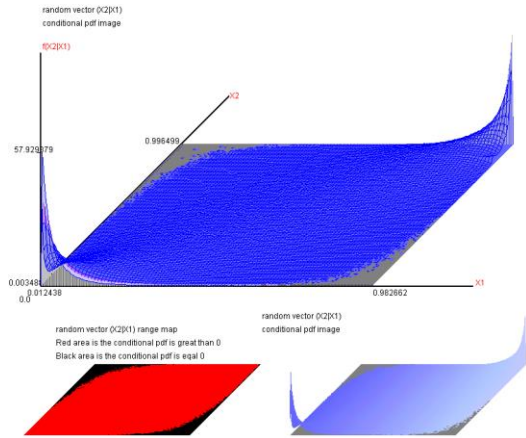 random vector (X2|X1)
conditional pdf image
f(X2|X1)
X2
0.996499
57.929379
0.003481
0.012438
0.982662
X1
0.0
random vector (X2|X1)
conditional pdf image
random vector (X2|X1) range map
Red area is the conditional pdf is great than 0
Black area is the conditional pdf is eqal 0